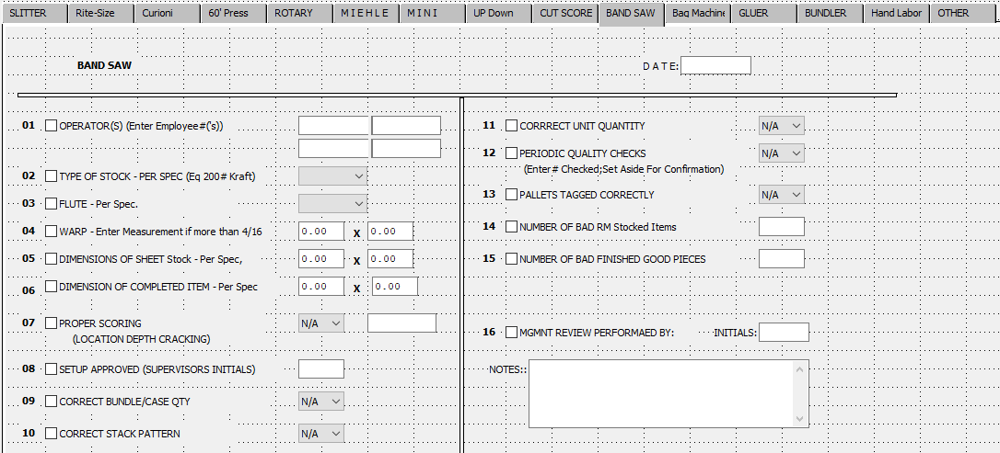 SLITTER Rite-Size Curioni 60' Press ROTARY M I E H L E M I N I UP Down CUT SCORE BAND SAW Bag Machine GLUER BUNDLER Hand Labor OTHER
BAND SAW
D A T E:
01 OPERATOR(S) (Enter Employee#('s))
02 TYPE OF STOCK - PER SPEC (Eq 200# Kraft)
03 FLUTE - Per Spec.
04 WARP - Enter Measurement if more than 4/16 0.00 X 0.00
05 DIMENSIONS OF SHEET Stock - Per Spec, 0.00 X 0.00
06 DIMENSION OF COMPLETED ITEM - Per Spec 0.00 X 0.00
07 PROPER SCORING N/A
(LOCATION DEPTH CRACKING)
08 SETUP APPROVED (SUPERVISORS INITIALS)
09 CORRECT BUNDLE/CASE QTY N/A
10 CORRECT STACK PATTERN N/A
11 CORRRECT UNIT QUANTITY N/A
12 PERIODIC QUALITY CHECKS N/A
(Enter# Checked;Set Aside For Confirmation)
13 PALLETS TAGGED CORRECTLY N/A
14 NUMBER OF BAD RM Stocked Items
15 NUMBER OF BAD FINISHED GOOD PIECES
16 MGMNT REVIEW PERFORMAED BY: INITIALS:
NOTES::